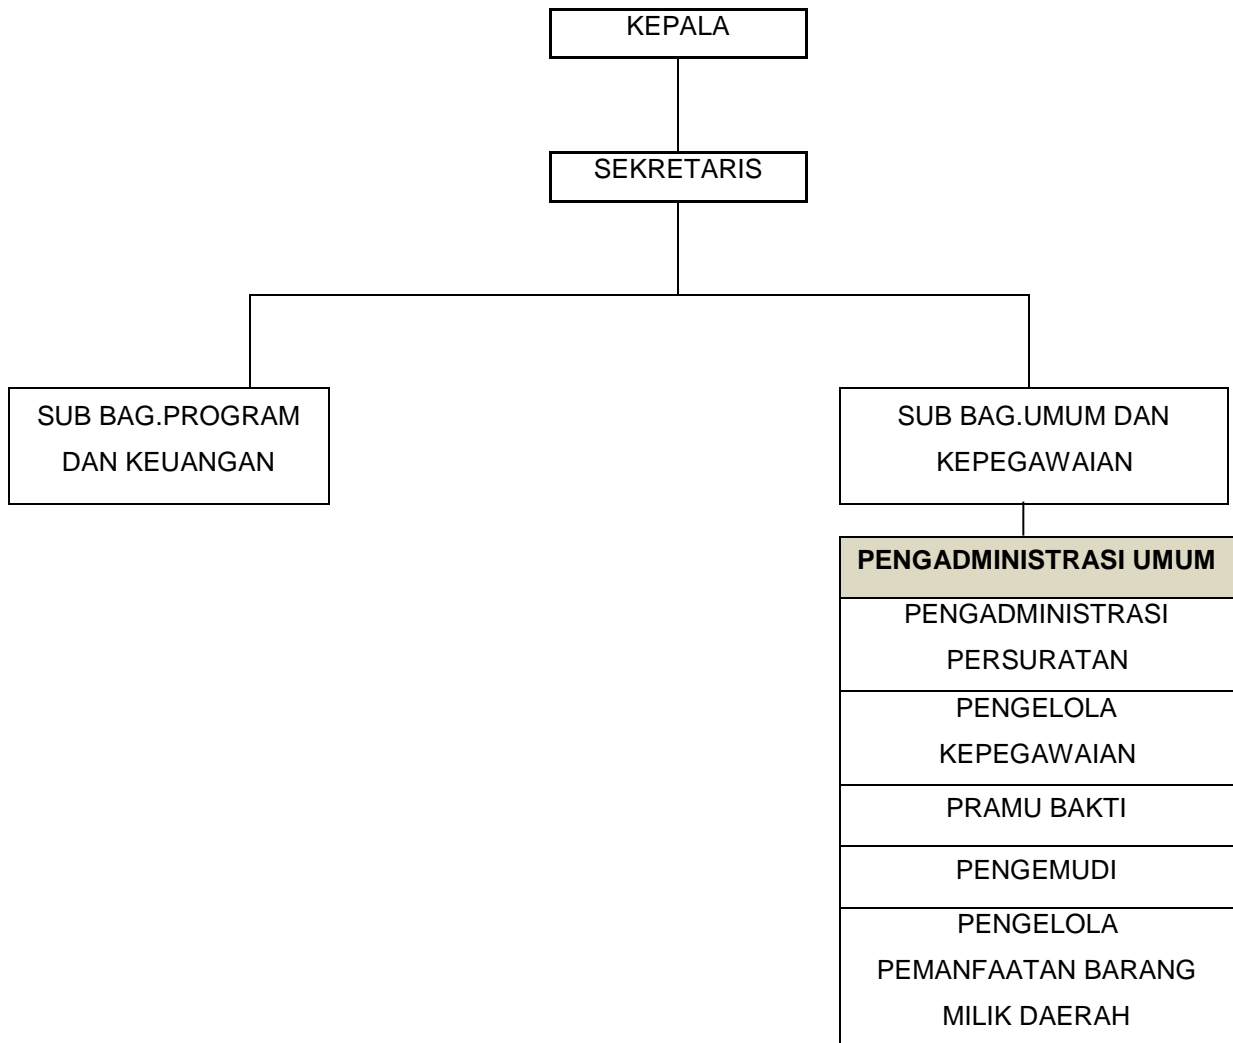 KEPALA
SEKRETARIS
SUB BAG.PROGRAM
DAN KEUANGAN
SUB BAG.UMUM DAN
KEPEGAWAIAN
PENGADMINISTRASI UMUM
PENGADMINISTRASI
PERSURATAN
PENGELOLA
KEPEGAWAIAN
PRAMU BAKTI
PENGEMUDI
PENGELOLA
PEMANFAATAN BARANG
MILIK DAERAH